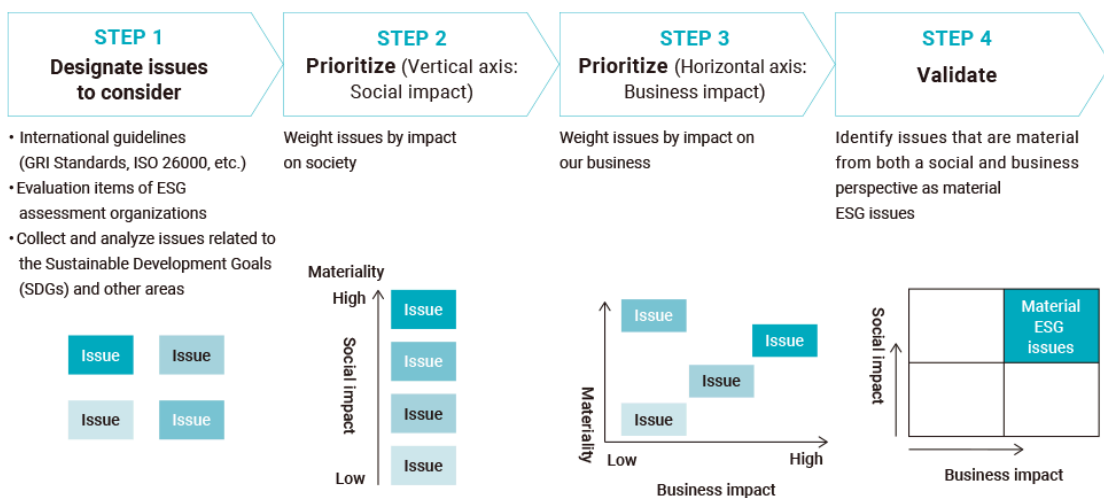 STEP 1
Designate issues
to consider
• International guidelines
(GRI Standards, ISO 26000, etc.)
• Evaluation items of ESG
assessment organizations
• Collect and analyze issues related to
the Sustainable Development Goals
(SDGs) and other areas
Issue
Issue
Issue
Issue
STEP 2
Prioritize (Vertical axis:
Social impact)
Weight issues by impact
on society
Materiality
High
Social impact
Low
Issue
Issue
Issue
Issue
STEP 3
Prioritize (Horizontal axis:
Business impact)
Weight issues by impact on
our business
Materiality
Issue
Issue
Issue
Issue
Low
High
Business impact
STEP 4
Validate
Identify issues that are material
from both a social and business
perspective as material
ESG issues
Social impact
Material
ESG
issues
Business impact